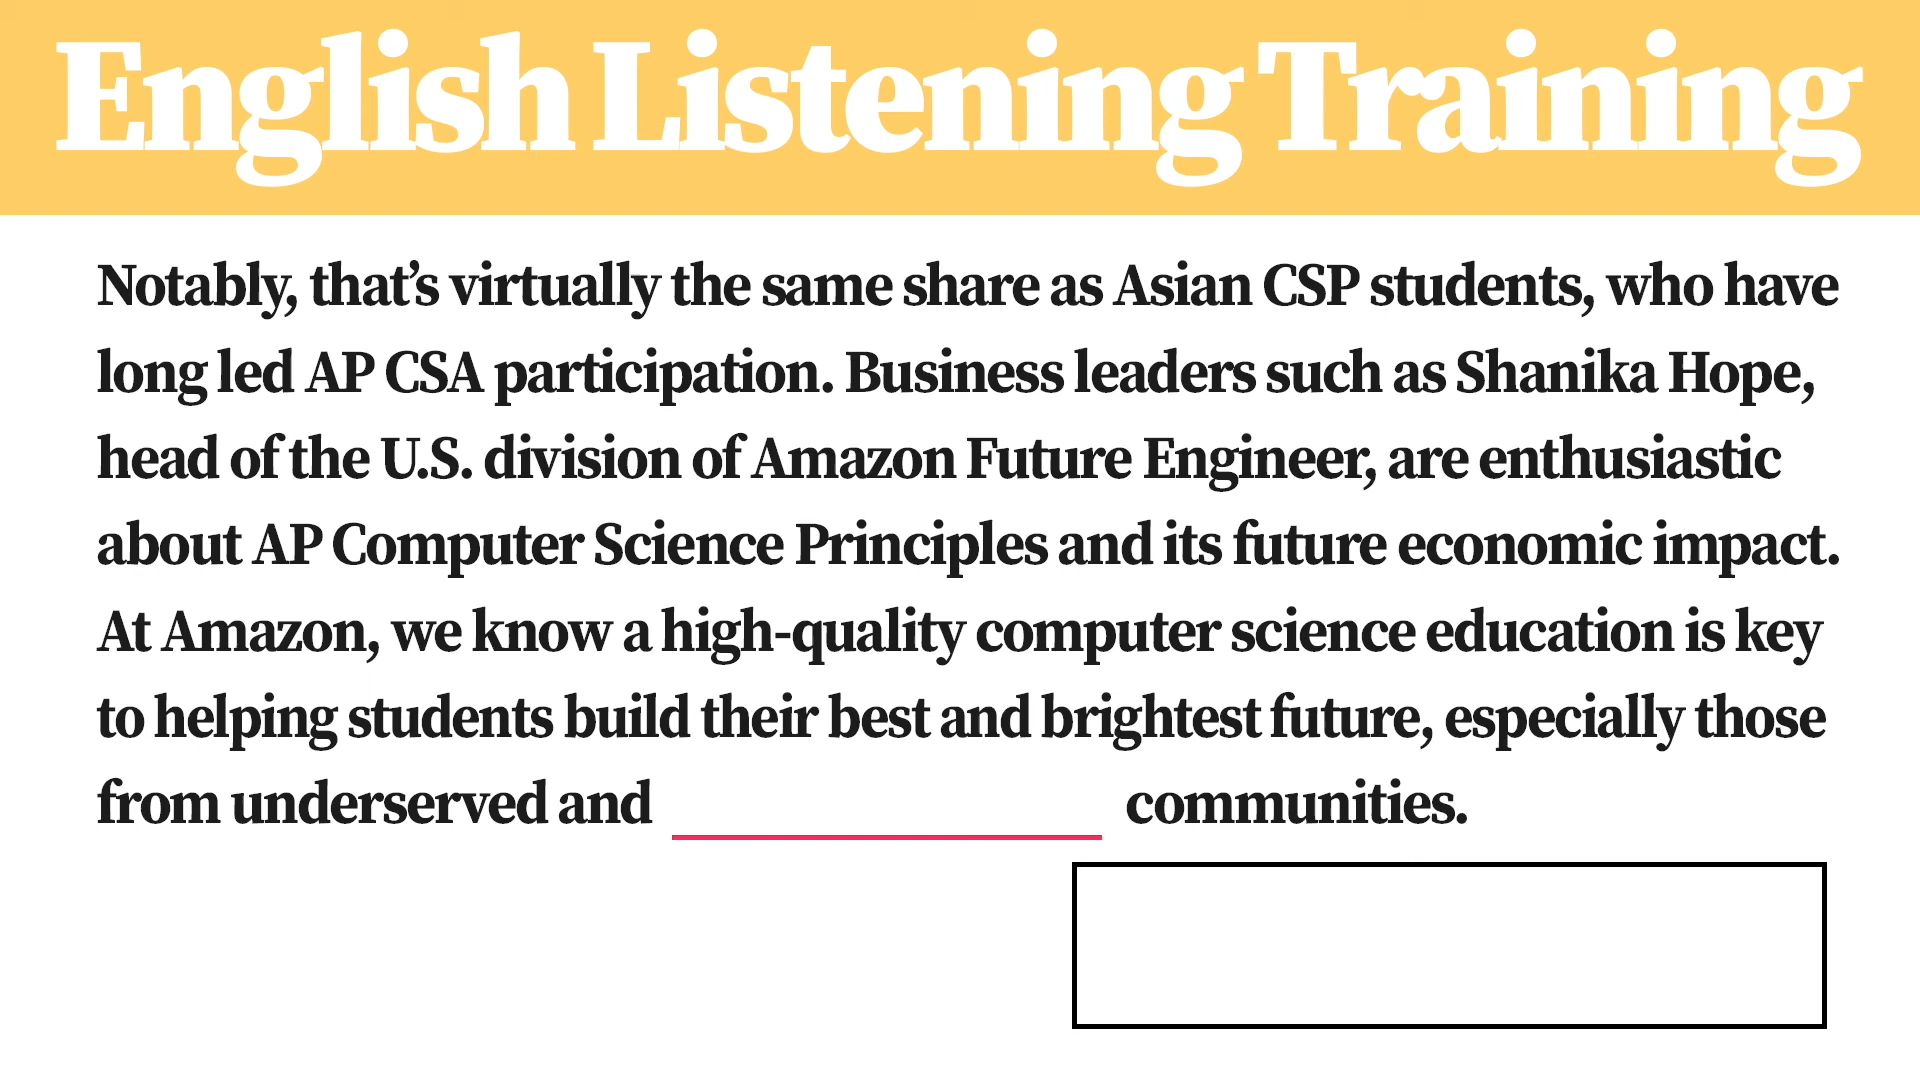 English Listening Training
Notably, that’s virtually the same share as Asian CSP students, who have
long led AP CSA participation. Business leaders such as Shanika Hope,
head of the U.S. division of Amazon Future Engineer, are enthusiastic
about AP Computer Science Principles and its future economic impact.
At Amazon, we know a high-quality computer science education is key
to helping students build their best and brightest future, especially those
from underserved and communities.